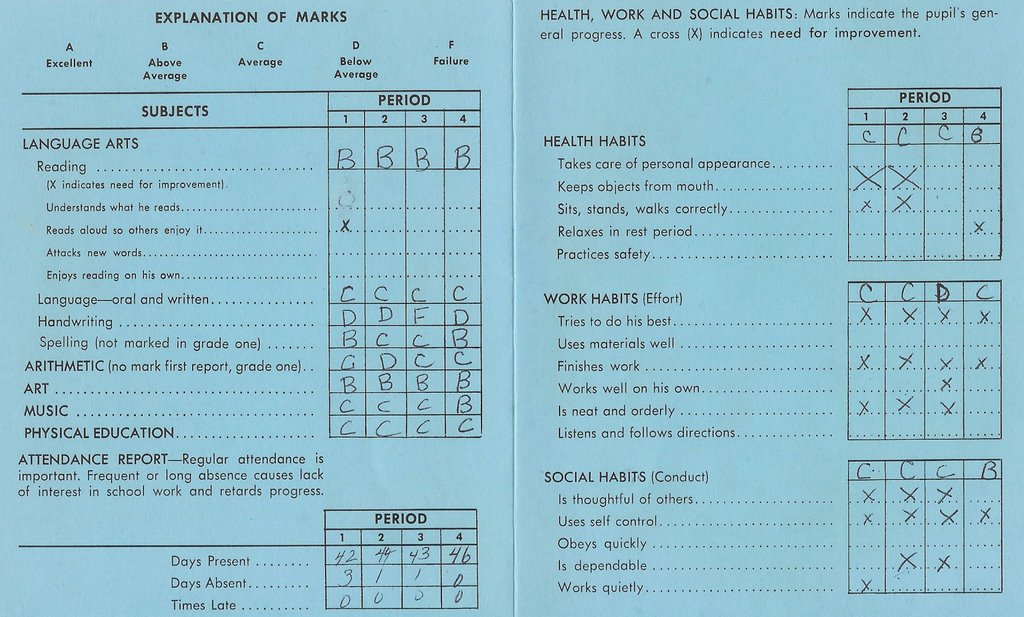 EXPLANATION OF MARKS
A B C D F
Excellent Above Average Average Below Average Failure
SUBJECTS PERIOD
1 2 3 4
LANGUAGE ARTS
Reading B B B B
(X indicates need for improvement).
Understands what he reads
Reads aloud so others enjoy it X
Attacks new words
Enjoys reading on his own
Language—oral and written C C C C
Handwriting D D F D
Spelling (not marked in grade one) B C C B
ARITHMETIC (no mark first report, grade one). C D C C
ART B B B B
MUSIC C C C B
PHYSICAL EDUCATION C C C C
ATTENDANCE REPORT—Regular attendance is
important. Frequent or long absence causes lack
of interest in school work and retards progress.
PERIOD
1 2 3 4
Days Present 42 44 43 46
Days Absent 3 1 1 0
Times Late 0 0 0 0
HEALTH, WORK AND SOCIAL HABITS: Marks indicate the pupil's gen-
eral progress. A cross (X) indicates need for improvement.
PERIOD
1 2 3 4
HEALTH HABITS C C C B
Takes care of personal appearance
Keeps objects from mouth X X
Sits, stands, walks correctly X X
Relaxes in rest period X
Practices safety
WORK HABITS (Effort) C C D C
Tries to do his best X X X X
Uses materials well
Finishes work X X X X
Works well on his own X
Is neat and orderly X X X
Listens and follows directions
SOCIAL HABITS (Conduct) C C C B
Is thoughtful of others X X X
Uses self control X X X X
Obeys quickly
Is dependable X X
Works quietly X